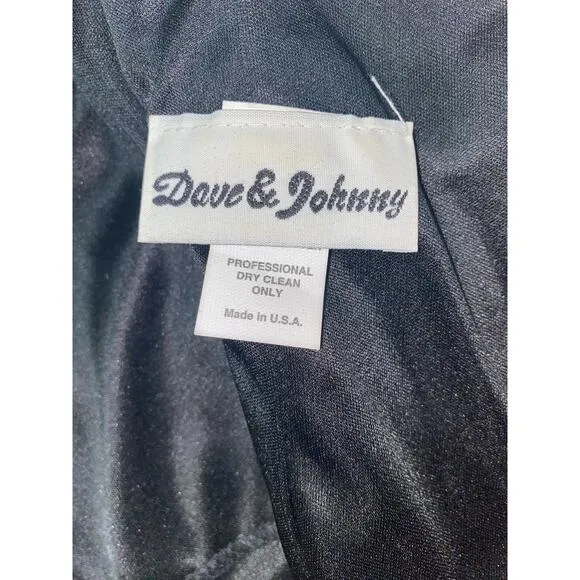 Dave & Johnny
PROFESSIONAL
DRY CLEAN
ONLY
Made in U.S.A.